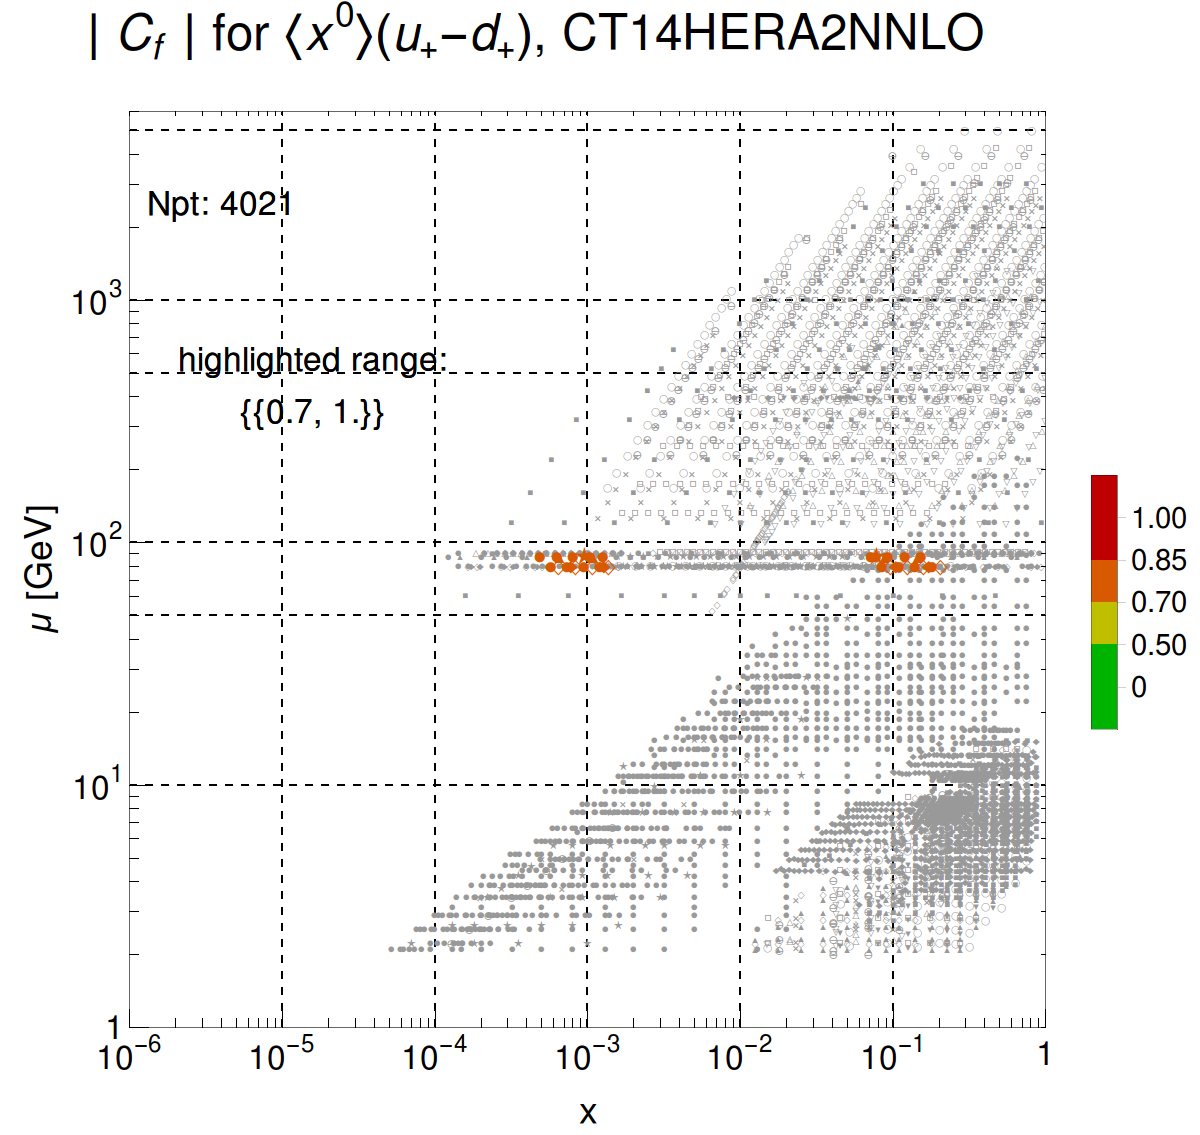 | C_f | for ⟨x^0⟩(u_+−d_+), CT14HERA2NNLO
Npt: 4021
highlighted range:
{{0.7, 1.}}
10^3
10^2
10^1
1
μ [GeV]
10^-6 10^-5 10^-4 10^-3 10^-2 10^-1 1
x
1.00
0.85
0.70
0.50
0